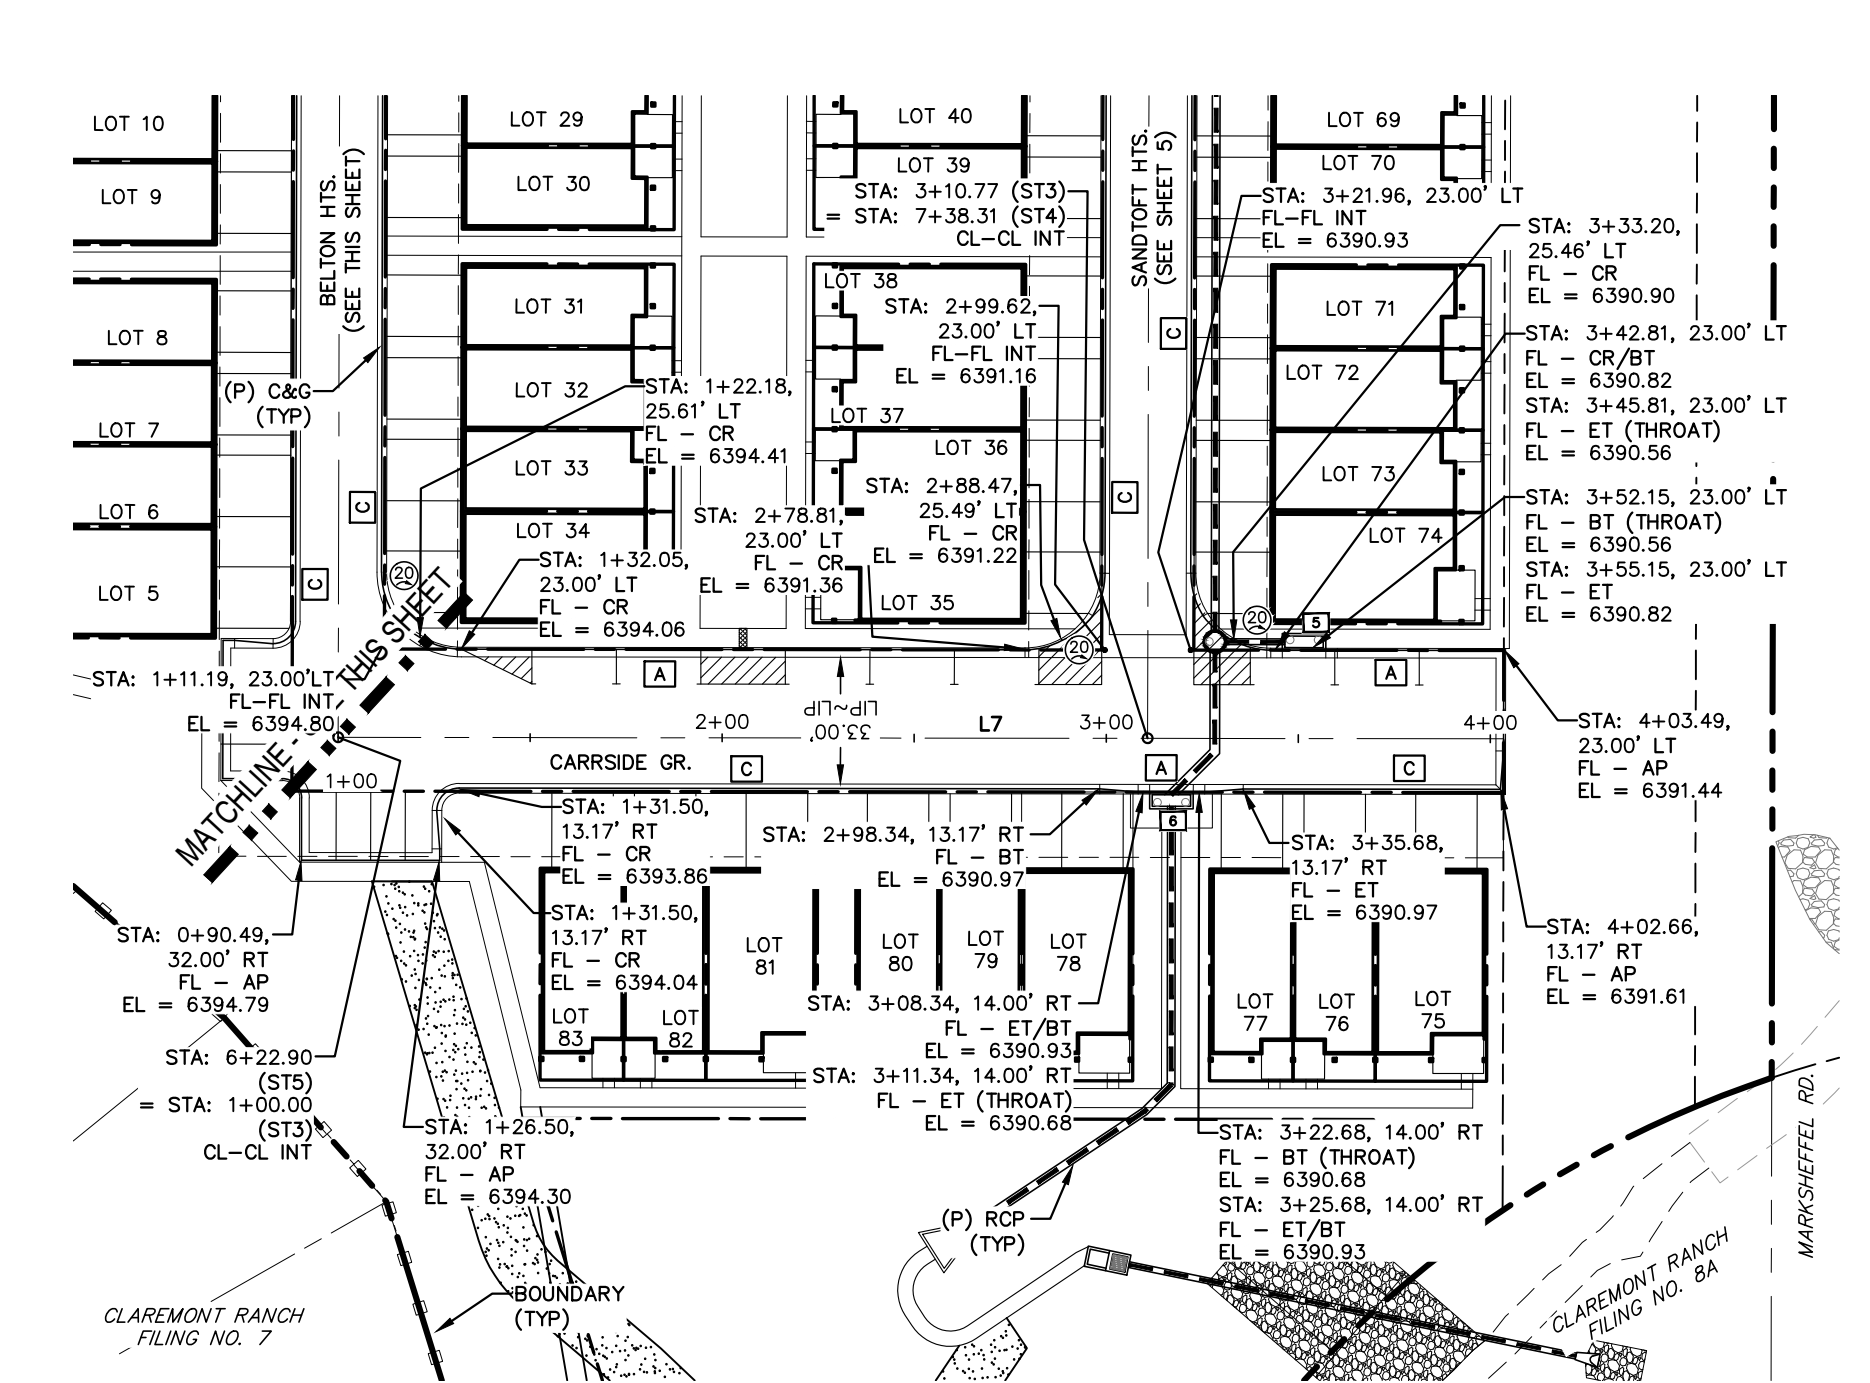 LOT 10
LOT 9
LOT 8
LOT 7
LOT 6
LOT 5
BELTON HTS.
(SEE THIS SHEET)
(P) C&G
(TYP)
C
C
LOT 29
LOT 30
LOT 31
LOT 32
LOT 33
LOT 34
20
STA: 1+22.18,
25.61' LT
FL – CR
EL = 6394.41
STA: 1+32.05,
23.00' LT
FL – CR
EL = 6394.06
LOT 40
LOT 39
STA: 3+10.77 (ST3)
= STA: 7+38.31 (ST4)
CL–CL INT
LOT 38
STA: 2+99.62,
23.00' LT
FL–FL INT
EL = 6391.16
LOT 37
LOT 36
STA: 2+88.47,
25.49' LT
FL – CR
EL = 6391.22
STA: 2+78.81,
23.00' LT
FL – CR
EL = 6391.36
LOT 35
20
SANDTOFT HTS.
(SEE SHEET 5)
C
C
LOT 69
LOT 70
STA: 3+21.96, 23.00' LT
FL–FL INT
EL = 6390.93
LOT 71
LOT 72
LOT 73
LOT 74
20
5
STA: 3+33.20,
25.46' LT
FL – CR
EL = 6390.90
STA: 3+42.81, 23.00' LT
FL – CR/BT
EL = 6390.82
STA: 3+45.81, 23.00' LT
FL – ET (THROAT)
EL = 6390.56
STA: 3+52.15, 23.00' LT
FL – BT (THROAT)
EL = 6390.56
STA: 3+55.15, 23.00' LT
FL – ET
EL = 6390.82
STA: 1+11.19, 23.00'LT
FL–FL INT
EL = 6394.80
MATCHLINE - THIS SHEET
A
A
1+00
2+00
33.00'
LIP~LIP
L7
3+00
4+00
CARRSIDE GR.
C
A
C
6
STA: 4+03.49,
23.00' LT
FL – AP
EL = 6391.44
STA: 1+31.50,
13.17' RT
FL – CR
EL = 6393.86
STA: 1+31.50,
13.17' RT
FL – CR
EL = 6394.04
STA: 2+98.34, 13.17' RT
FL – BT
EL = 6390.97
STA: 3+35.68,
13.17' RT
FL – ET
EL = 6390.97
STA: 4+02.66,
13.17' RT
FL – AP
EL = 6391.61
STA: 0+90.49,
32.00' RT
FL – AP
EL = 6394.79
LOT
83
LOT
82
LOT
81
LOT
80
LOT
79
LOT
78
LOT
77
LOT
76
LOT
75
STA: 6+22.90
(ST5)
= STA: 1+00.00
(ST3)
CL–CL INT
STA: 3+08.34, 14.00' RT
FL – ET/BT
EL = 6390.93
STA: 3+11.34, 14.00' RT
FL – ET (THROAT)
EL = 6390.68
STA: 1+26.50,
32.00' RT
FL – AP
EL = 6394.30
STA: 3+22.68, 14.00' RT
FL – BT (THROAT)
EL = 6390.68
STA: 3+25.68, 14.00' RT
FL – ET/BT
EL = 6390.93
(P) RCP
(TYP)
BOUNDARY
(TYP)
CLAREMONT RANCH
FILING NO. 7
CLAREMONT RANCH
FILING NO. 8A
MARKSHEFFEL RD.